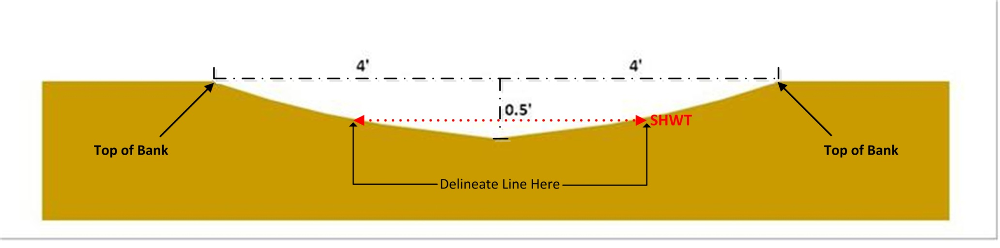 4'
4'
0.5'
SHWT
Top of Bank
Top of Bank
Delineate Line Here